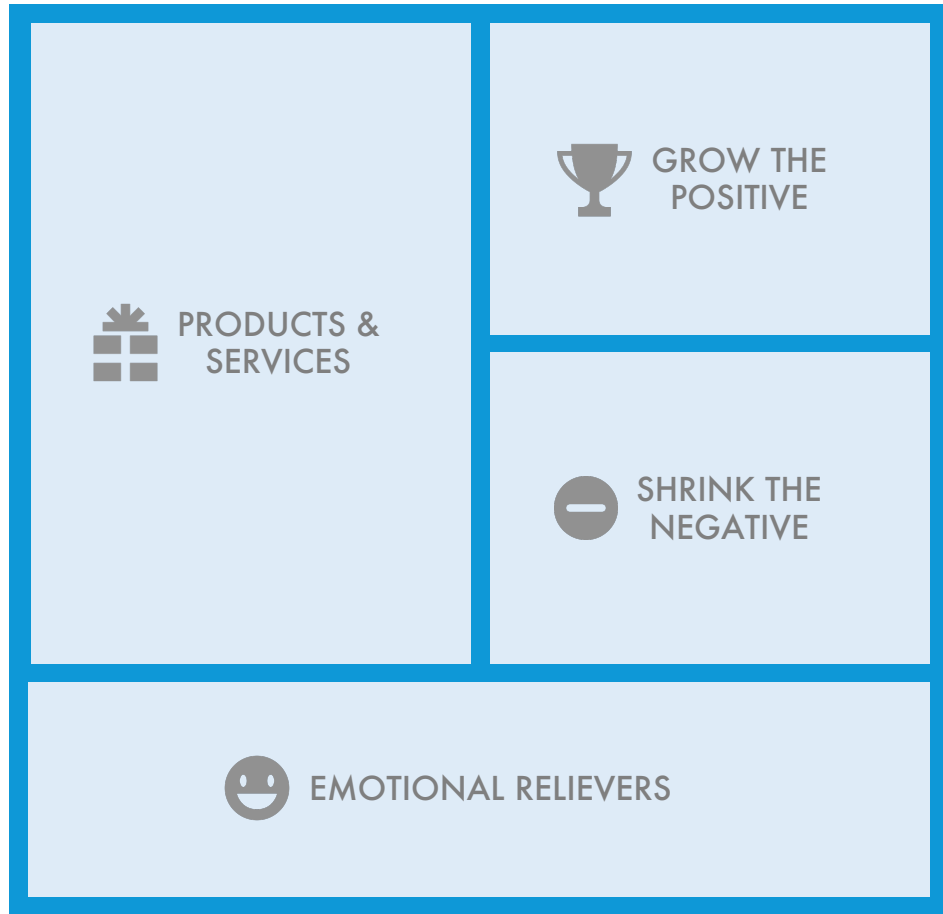 PRODUCTS &
SERVICES
GROW THE
POSITIVE
SHRINK THE
NEGATIVE
EMOTIONAL RELIEVERS